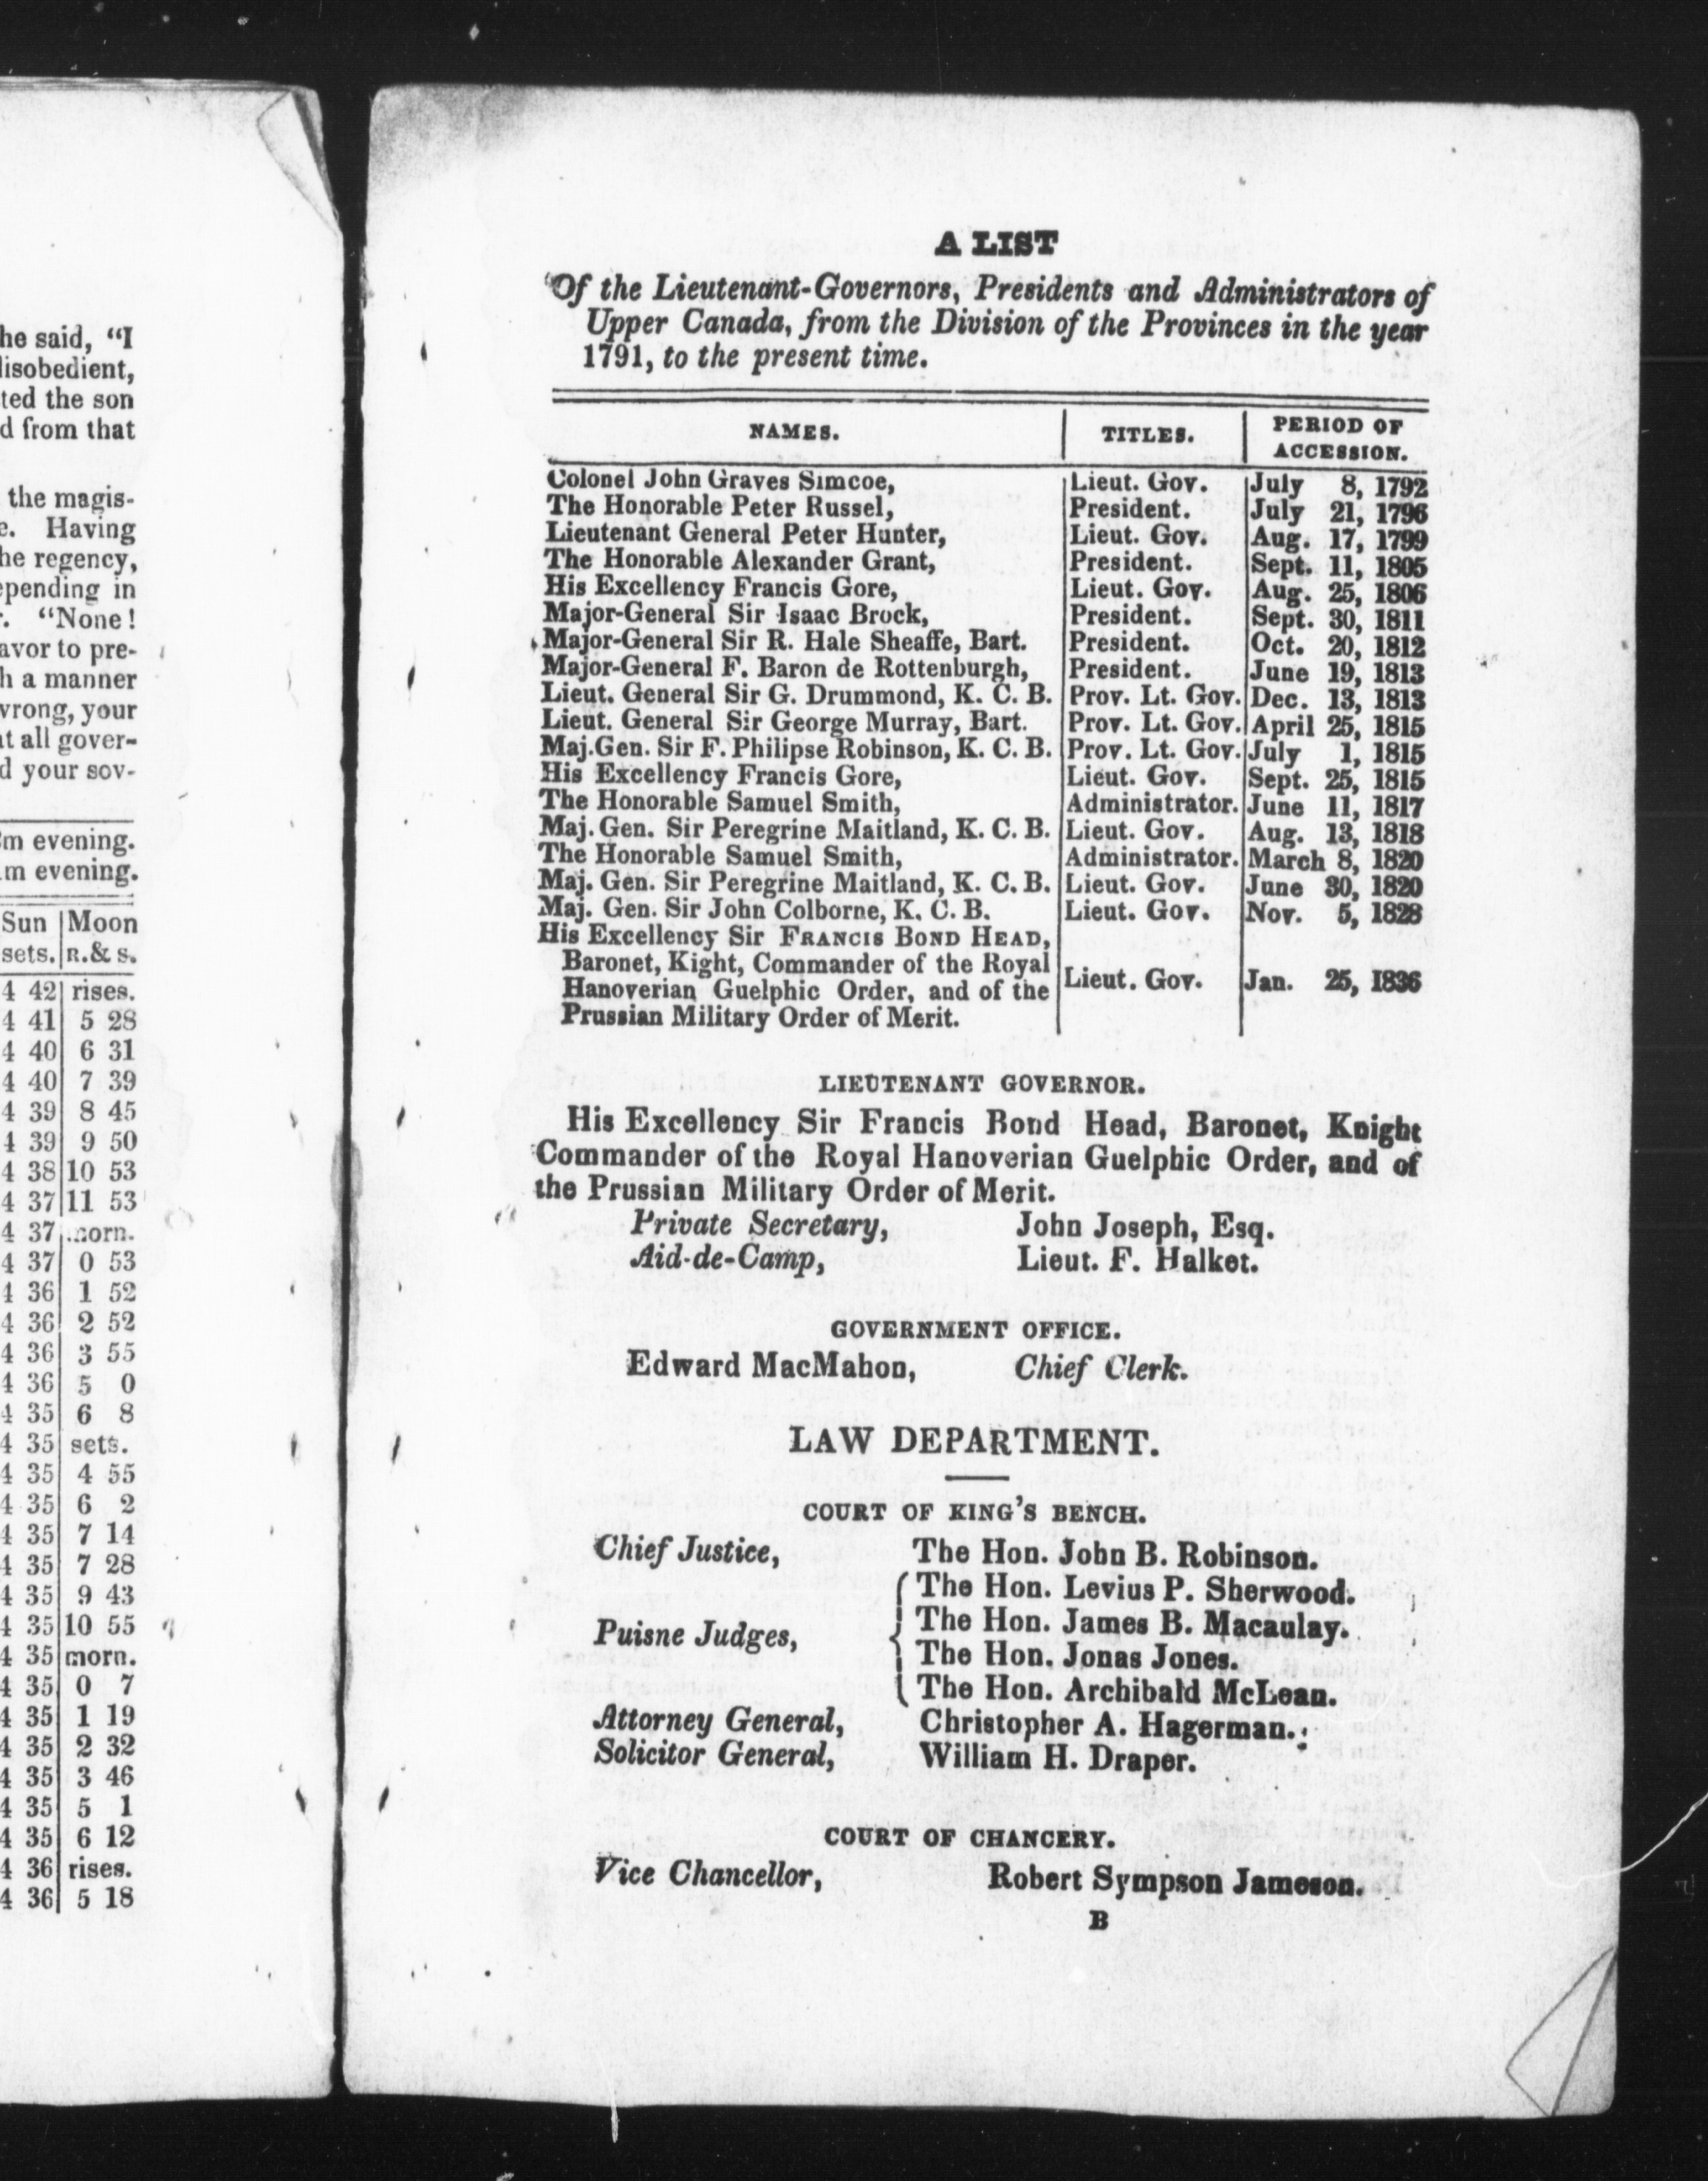 he said, "I
lisobedient,
ted the son
d from that
the magis-
e. Having
he regency,
epending in
r. "None!
avor to pre-
h a manner
wrong, your
at all gover-
d your sov-
m evening.
m evening.
Sun Moon
sets. R.& s.
4 42 rises.
4 41 5 28
4 40 6 31
4 40 7 39
4 39 8 45
4 39 9 50
4 38 10 53
4 37 11 53
4 37 morn.
4 37 0 53
4 36 1 52
4 36 2 52
4 36 3 55
4 36 5 0
4 35 6 8
4 35 sets.
4 35 4 55
4 35 6 2
4 35 7 14
4 35 7 28
4 35 9 43
4 35 10 55
4 35 morn.
4 35 0 7
4 35 1 19
4 35 2 32
4 35 3 46
4 35 5 1
4 35 6 12
4 36 rises.
4 36 5 18
A LIST
Of the Lieutenant-Governors, Presidents and Administrators of
Upper Canada, from the Division of the Provinces in the year
1791, to the present time.
NAMES. TITLES. PERIOD OF
ACCESSION.
Colonel John Graves Simcoe, Lieut. Gov. July 8, 1792
The Honorable Peter Russel, President. July 21, 1796
Lieutenant General Peter Hunter, Lieut. Gov. Aug. 17, 1799
The Honorable Alexander Grant, President. Sept. 11, 1805
His Excellency Francis Gore, Lieut. Gov. Aug. 25, 1806
Major-General Sir Isaac Brock, President. Sept. 30, 1811
Major-General Sir R. Hale Sheaffe, Bart. President. Oct. 20, 1812
Major-General F. Baron de Rottenburgh, President. June 19, 1813
Lieut. General Sir G. Drummond, K. C. B. Prov. Lt. Gov. Dec. 13, 1813
Lieut. General Sir George Murray, Bart. Prov. Lt. Gov. April 25, 1815
Maj.Gen. Sir F. Philipse Robinson, K. C. B. Prov. Lt. Gov. July 1, 1815
His Excellency Francis Gore, Lieut. Gov. Sept. 25, 1815
The Honorable Samuel Smith, Administrator. June 11, 1817
Maj. Gen. Sir Peregrine Maitland, K. C. B. Lieut. Gov. Aug. 13, 1818
The Honorable Samuel Smith, Administrator. March 8, 1820
Maj. Gen. Sir Peregrine Maitland, K. C. B. Lieut. Gov. June 30, 1820
Maj. Gen. Sir John Colborne, K. C. B. Lieut. Gov. Nov. 5, 1828
His Excellency Sir FRANCIS BOND HEAD,
Baronet, Kight, Commander of the Royal
Hanoverian Guelphic Order, and of the Lieut. Gov. Jan. 25, 1836
Prussian Military Order of Merit.
LIEUTENANT GOVERNOR.
His Excellency Sir Francis Bond Head, Baronet, Knight
Commander of the Royal Hanoverian Guelphic Order, and of
the Prussian Military Order of Merit.
Private Secretary, John Joseph, Esq.
Aid-de-Camp, Lieut. F. Halket.
GOVERNMENT OFFICE.
Edward MacMahon, Chief Clerk.
LAW DEPARTMENT.
COURT OF KING'S BENCH.
Chief Justice, The Hon. John B. Robinson.
The Hon. Levius P. Sherwood.
Puisne Judges, The Hon. James B. Macaulay.
The Hon. Jonas Jones.
The Hon. Archibald McLean.
Attorney General, Christopher A. Hagerman.
Solicitor General, William H. Draper.
COURT OF CHANCERY.
Vice Chancellor, Robert Sympson Jameson.
B